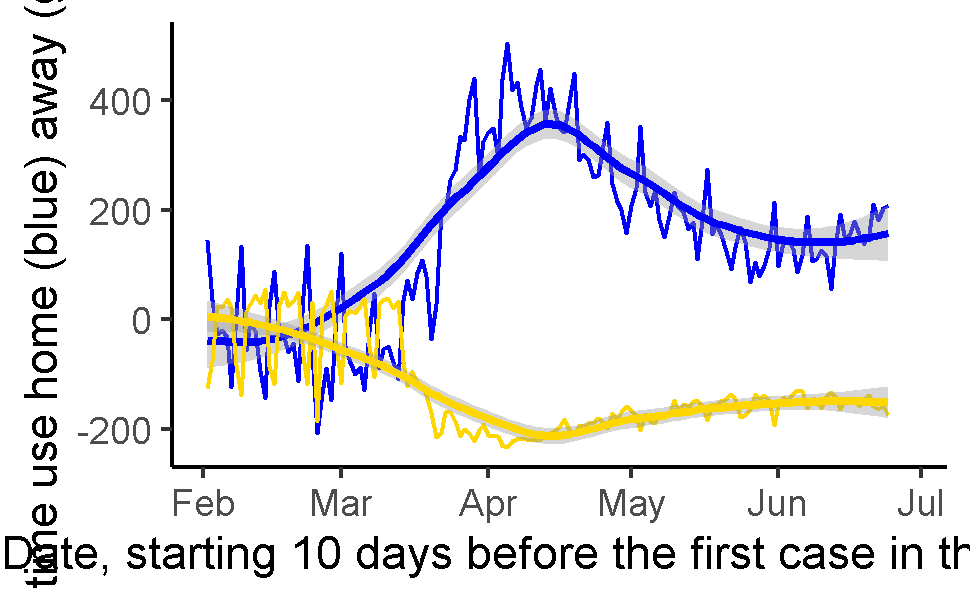 time use home (blue) away (
400
200
0
-200
Feb Mar Apr May Jun Jul
Date, starting 10 days before the first case in th